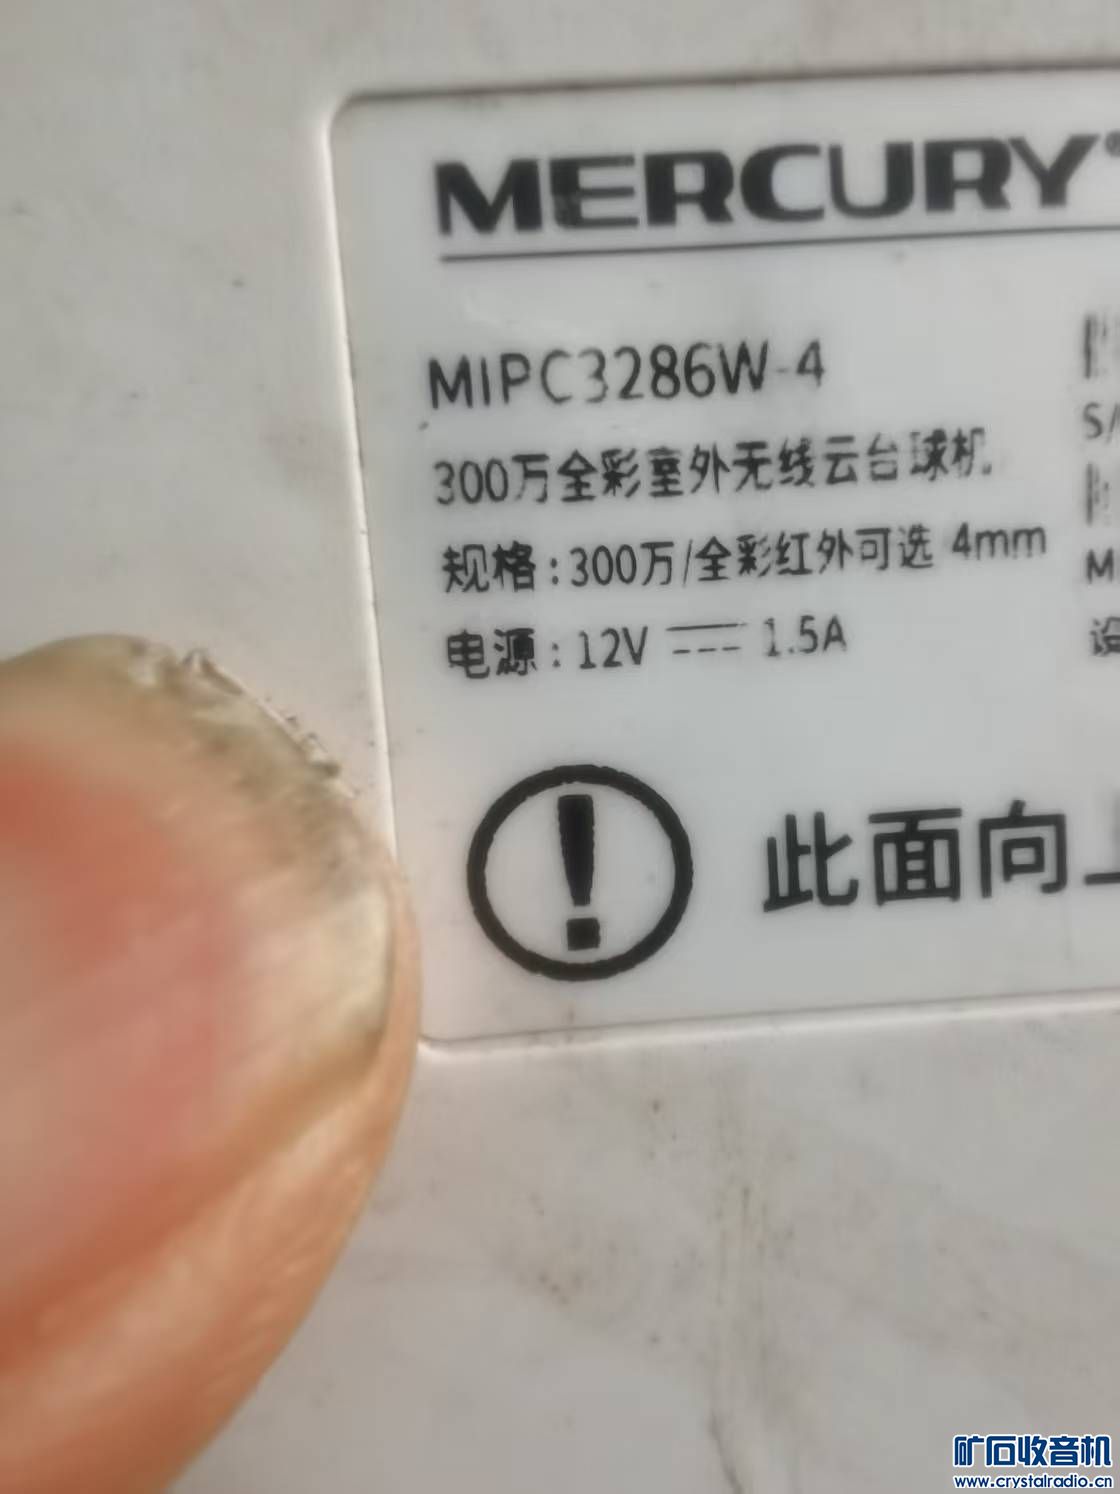 MERCURY®
MIPC3286W-4
300万全彩室外无线云台球机
S/
规格:300万/全彩红外可选 4mm
M
电源:12V ⎓ 1.5A
设
!
此面向上
矿石收音机
www.crystalradio.cn